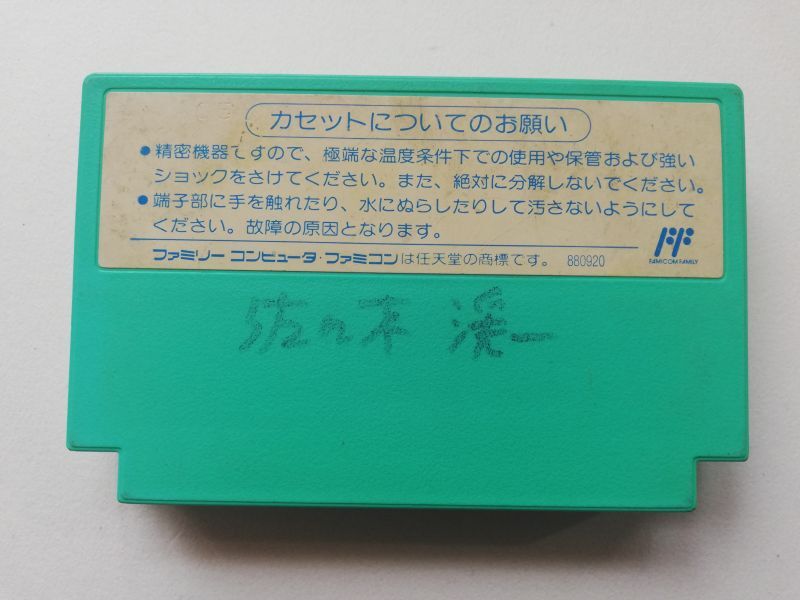 カセットについてのお願い
●精密機器ですので、極端な温度条件下での使用や保管および強い
ショックをさけてください。また、絶対に分解しないでください。
●端子部に手を触れたり、水にぬらしたりして汚さないようにして
ください。故障の原因となります。
ファミリー コンピュータ・ファミコンは任天堂の商標です。 880920
FAMICOM FAMILY
佐々木 渓一